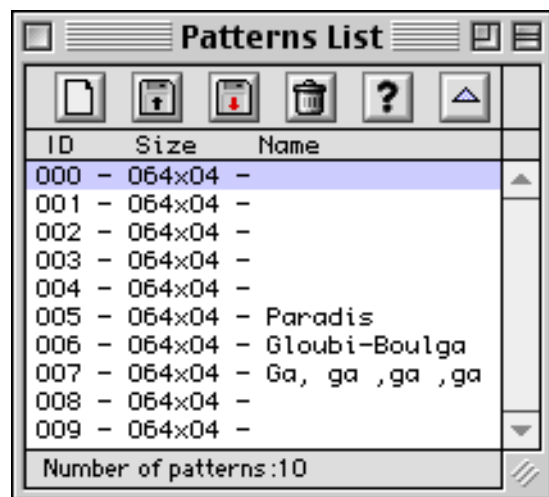 Patterns List
?
ID Size Name
000 - 064x04 -
001 - 064x04 -
002 - 064x04 -
003 - 064x04 -
004 - 064x04 -
005 - 064x04 - Paradis
006 - 064x04 - Gloubi-Boulga
007 - 064x04 - Ga, ga ,ga ,ga
008 - 064x04 -
009 - 064x04 -
Number of patterns:10